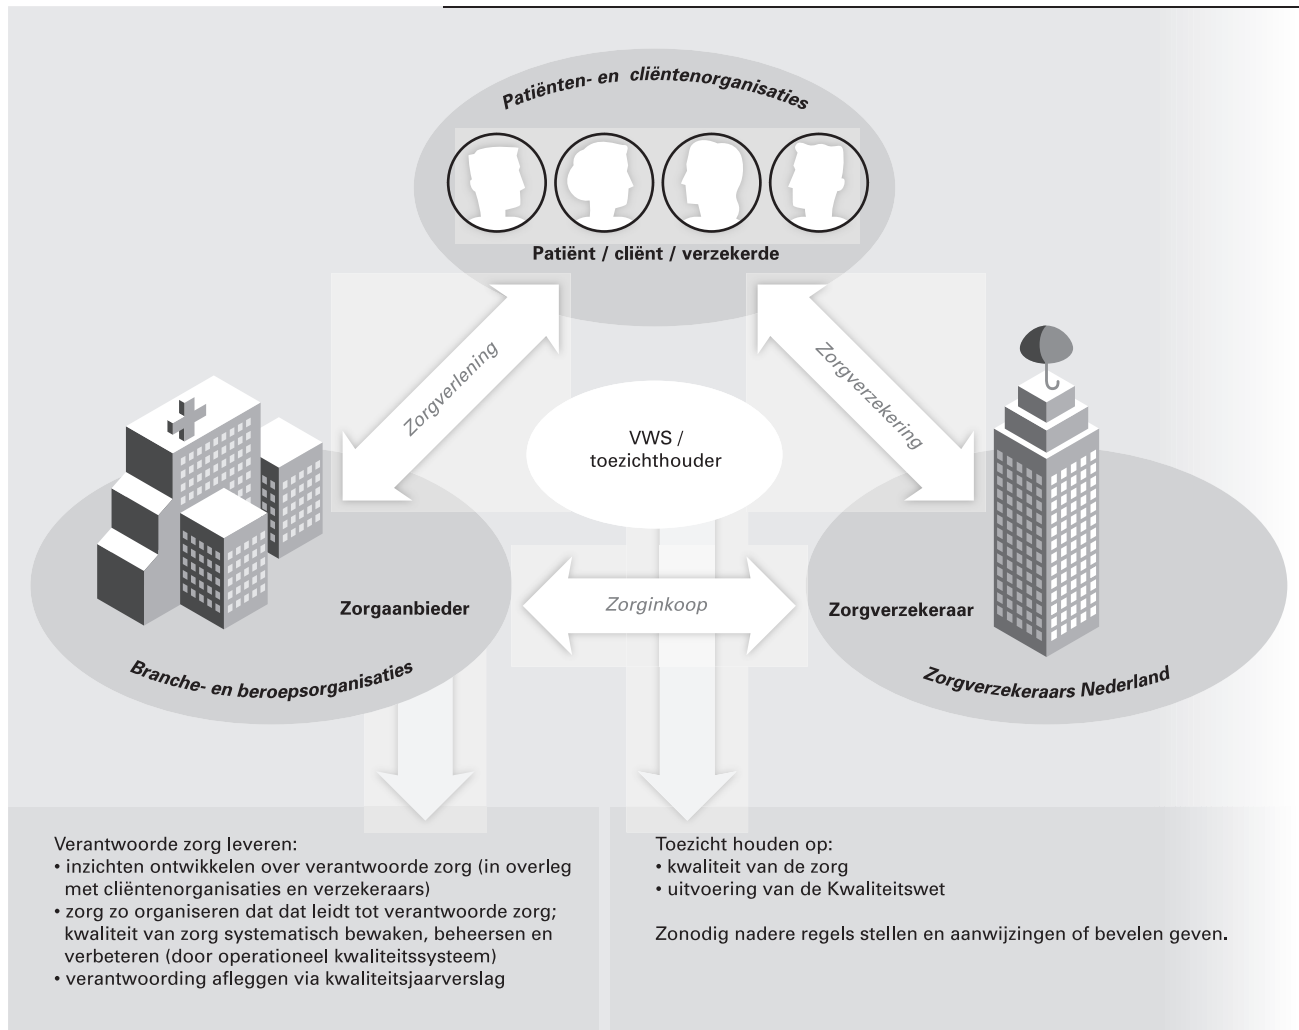 Patiënten- en cliëntenorganisaties
Patiënt / cliënt / verzekerde
Zorgverlening
Zorgverzekering
VWS /
toezichthouder
Zorginkoop
Zorgaanbieder
Branche- en beroepsorganisaties
Zorgverzekeraar
Zorgverzekeraars Nederland
Verantwoorde zorg leveren:
• inzichten ontwikkelen over verantwoorde zorg (in overleg
met cliëntenorganisaties en verzekeraars)
• zorg zo organiseren dat dat leidt tot verantwoorde zorg;
kwaliteit van zorg systematisch bewaken, beheersen en
verbeteren (door operationeel kwaliteitssysteem)
• verantwoording afleggen via kwaliteitsjaarverslag
Toezicht houden op:
• kwaliteit van de zorg
• uitvoering van de Kwaliteitswet
Zonodig nadere regels stellen en aanwijzingen of bevelen geven.